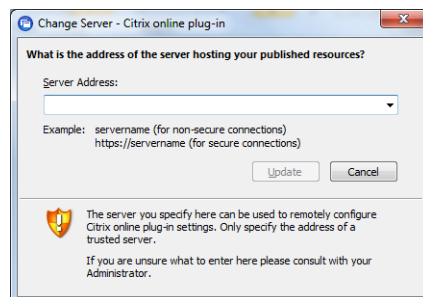 Change Server - Citrix online plug-in
What is the address of the server hosting your published resources?
Server Address:
Example: servername (for non-secure connections)
https://servername (for secure connections)
Update Cancel
The server you specify here can be used to remotely configure
Citrix online plug-in settings. Only specify the address of a
trusted server.
If you are unsure what to enter here please consult with your
Administrator.